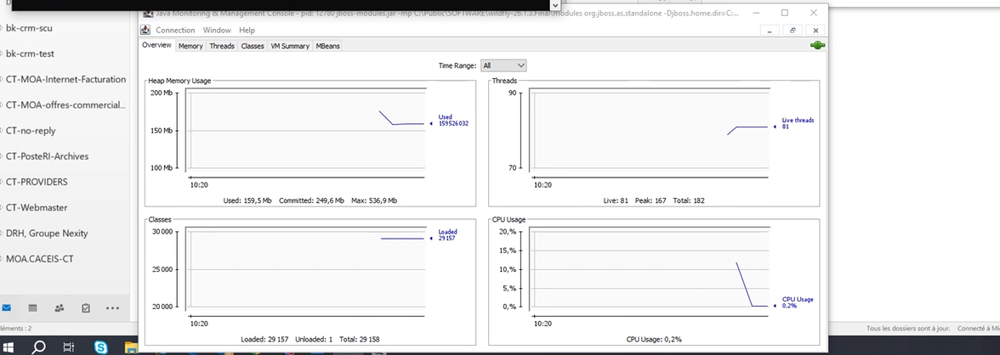 Java Monitoring & Management Console - pid: 12780 jboss-modules.jar -mp C:\Public\SOFTWARE\wildfly-26.1.3.Final\modules org.jboss.as.standalone -Djboss.home.dir=C:...
Connection Window Help
Overview Memory Threads Classes VM Summary MBeans
Time Range: All
Heap Memory Usage
200 Mb
150 Mb
100 Mb
10:20
Used
159526032
Used: 159,5 Mb Committed: 249,6 Mb Max: 536,9 Mb
Threads
90
70
10:20
Live threads
81
Live: 81 Peak: 167 Total: 182
Classes
30 000
25 000
20 000
10:20
Loaded
29 157
Loaded: 29 157 Unloaded: 1 Total: 29 158
CPU Usage
20,%
15,%
10,%
5,%
0,%
10:20
CPU Usage
0,2%
CPU Usage: 0,2%
bk-crm-scu
bk-crm-test
CT-MOA-Internet-Facturation
CT-MOA-offres-commercial...
CT-no-reply
CT-PosteRI-Archives
CT-PROVIDERS
CT-Webmaster
DRH, Groupe Nexity
MOA.CACEIS-CT
léments : 2
Tous les dossiers sont à jour.
Connecté à Mi